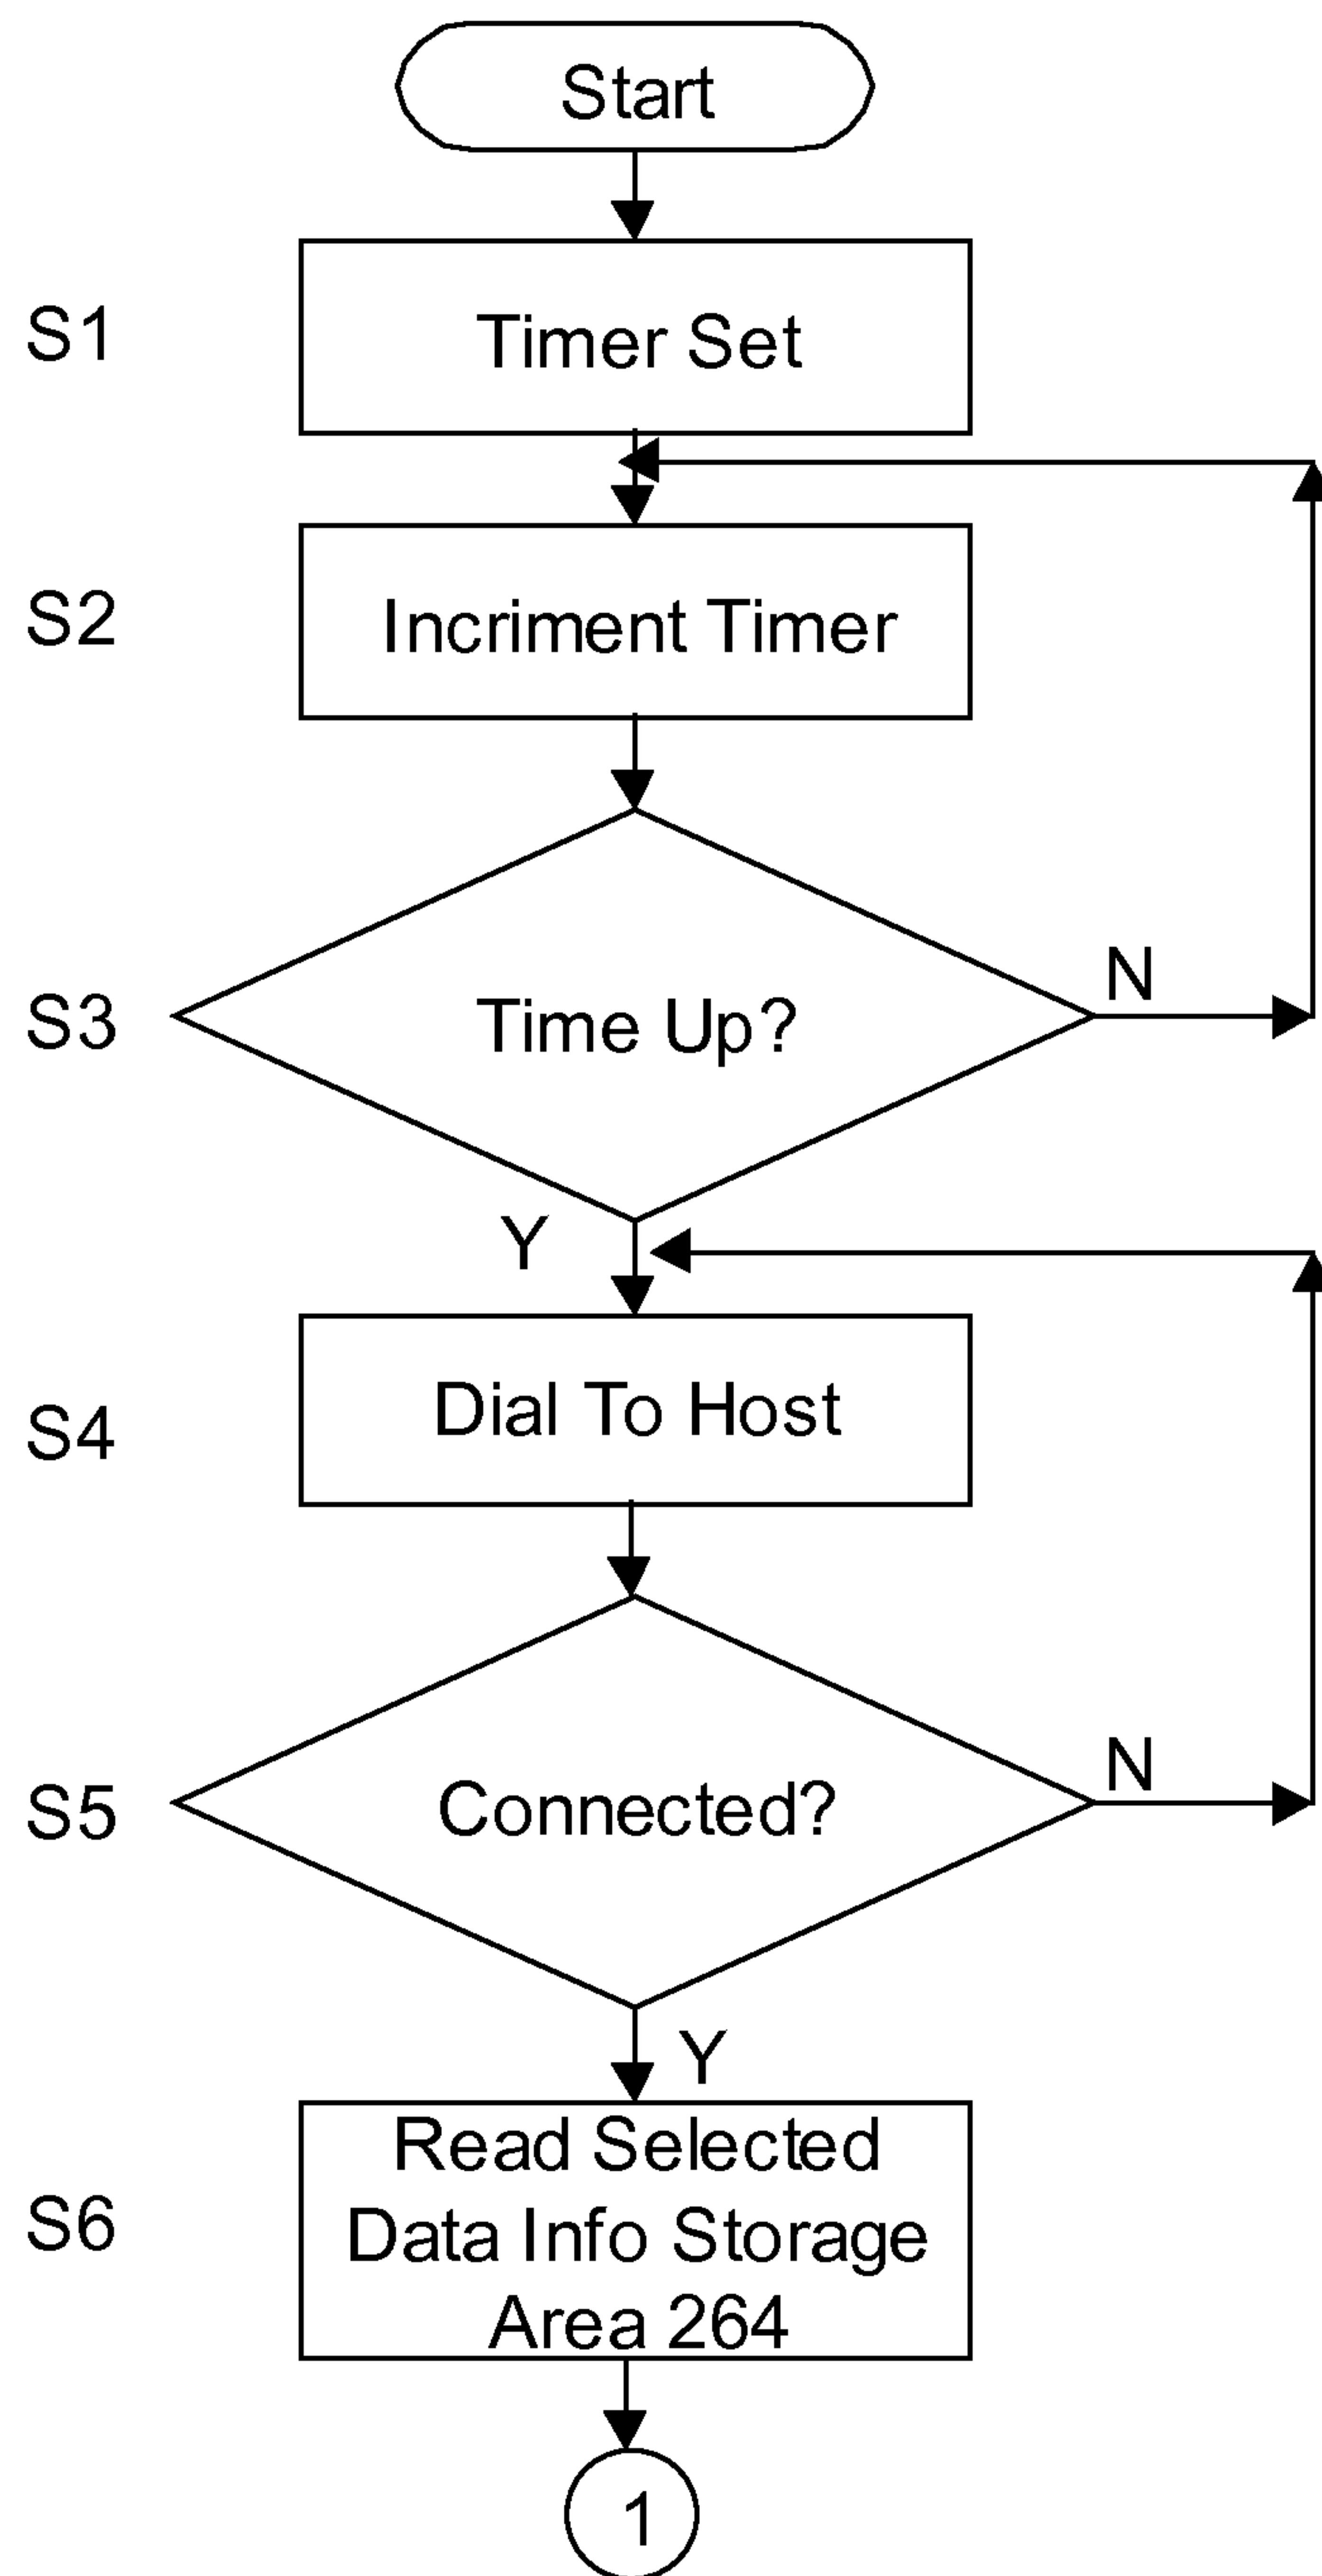 Start
S1
Timer Set
S2
Incriment Timer
S3
Time Up?
N
Y
S4
Dial To Host
S5
Connected?
N
Y
S6
Read Selected
Data Info Storage
Area 264
1